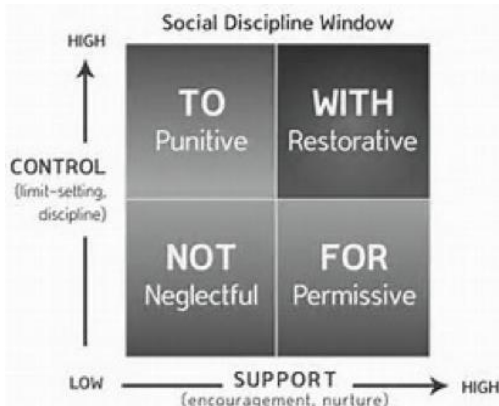 Social Discipline Window
HIGH
TO
Punitive
WITH
Restorative
CONTROL
(limit-setting,
discipline)
NOT
Neglectful
FOR
Permissive
LOW
SUPPORT
HIGH
(encouragement, nurture)